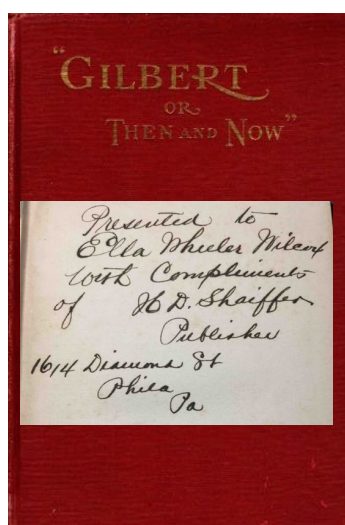 "GILBERT
OR
THEN AND NOW"
Presented to
Ella Wheeler Wilcox
With Compliments
of H D. Shaiffer
Publisher
1614 Diamond St
Phila
Pa